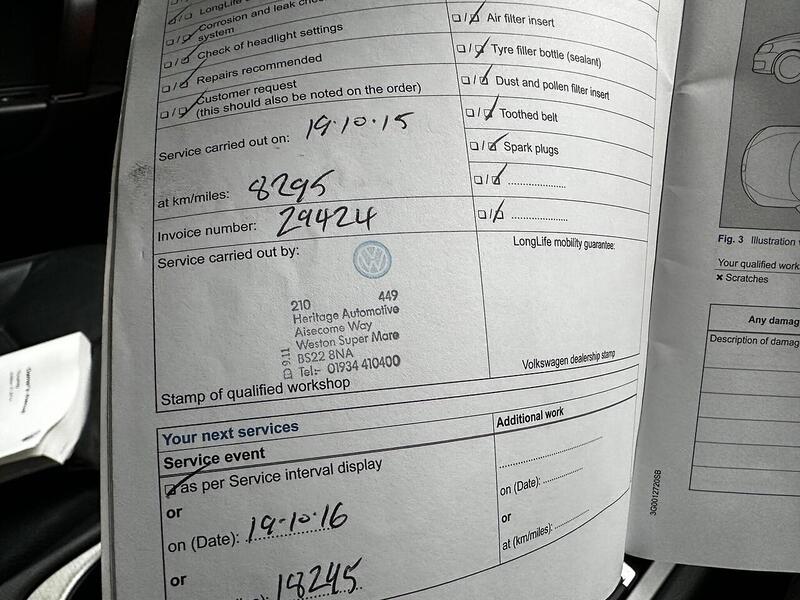 Corrosion and leak
system
Check of headlight settings
Repairs recommended
Customer request
(this should also be noted on the order)
Service carried out on: 19.10.15
at km/miles: 8295
Invoice number: 29424
Service carried out by:
210 449
Heritage Automotive
Aisecome Way
Weston Super Mare
BS22 8NA
Tel:- 01934 410400
Stamp of qualified workshop
Air filter insert
Tyre filler bottle (sealant)
Dust and pollen filter insert
Toothed belt
Spark plugs
LongLife mobility guarantee:
Volkswagen dealership stamp
Your next services
Service event
as per Service interval display
or
on (Date): 19-10-16
or
18245
Additional work
on (Date):
or
at (km/miles):
3G0012720SB
Fig. 3 Illustration
Your qualified work
Scratches
Any damag
Description of damag